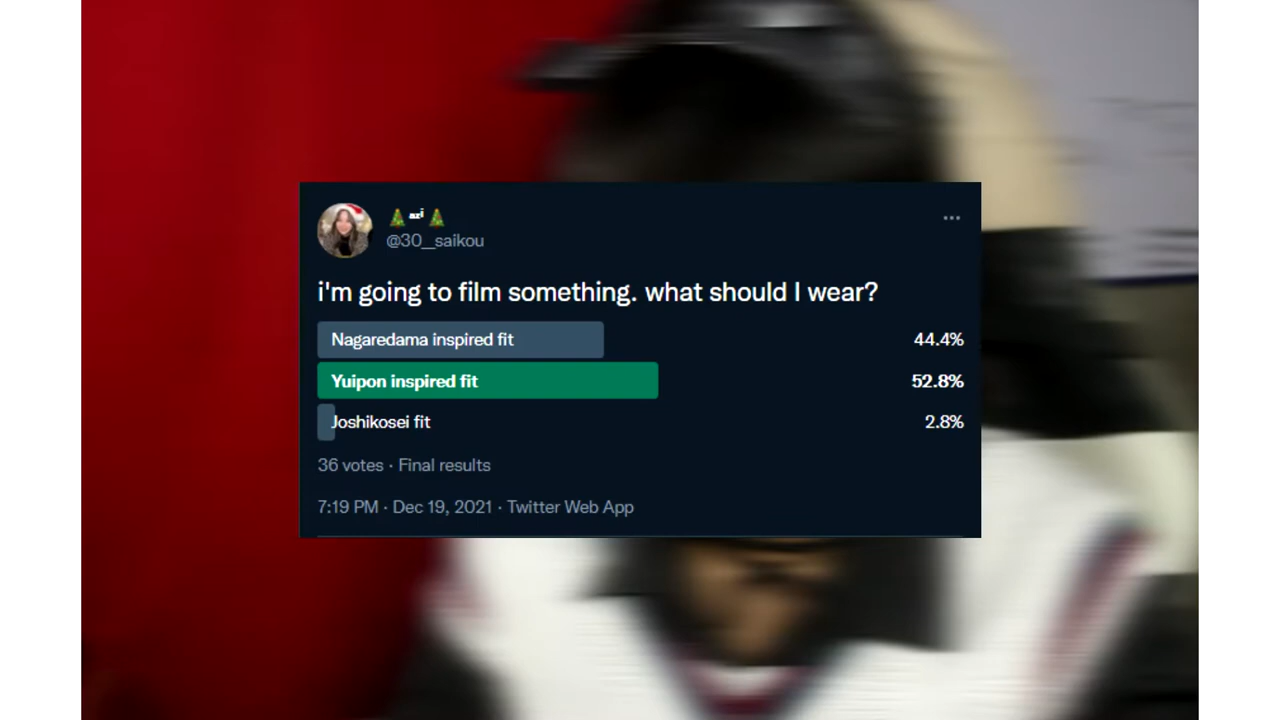 🎄ᵃᶻⁱ🎄
@30__saikou
i'm going to film something. what should I wear?
Nagaredama inspired fit 44.4%
Yuipon inspired fit 52.8%
Joshikosei fit 2.8%
36 votes · Final results
7:19 PM · Dec 19, 2021 · Twitter Web App